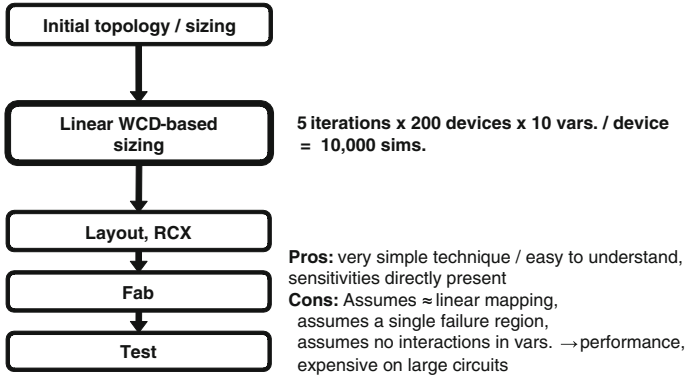 Initial topology / sizing
Linear WCD-based
sizing
5 iterations x 200 devices x 10 vars. / device
= 10,000 sims.
Layout, RCX
Fab
Test
Pros: very simple technique / easy to understand,
sensitivities directly present
Cons: Assumes ≈ linear mapping,
assumes a single failure region,
assumes no interactions in vars. → performance,
expensive on large circuits